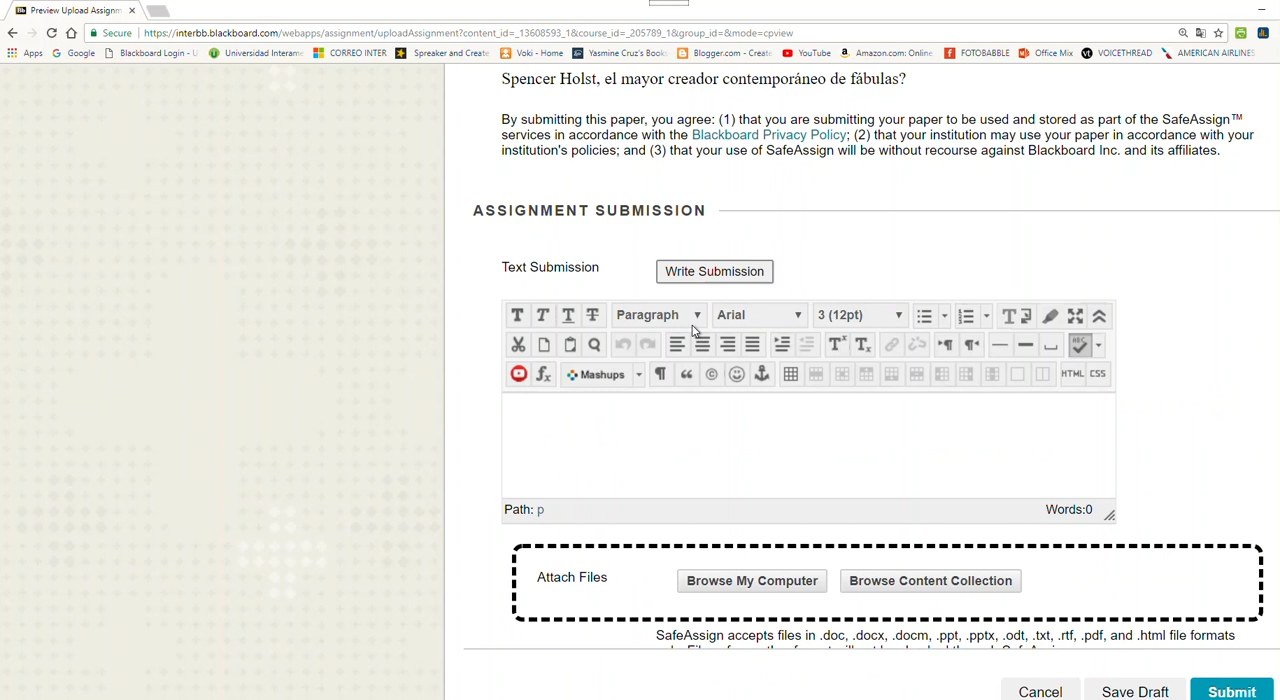 Preview Upload Assignm
Secure https://interbb.blackboard.com/webapps/assignment/uploadAssignment?content_id=_13608593_1&course_id=_205789_1&group_id=&mode=cpview
Apps Google Blackboard Login - U Universidad Interame CORREO INTER Spreaker and Create Voki - Home Yasmine Cruz's Book Blogger.com - Create YouTube Amazon.com: Online FOTOBABBLE Office Mix VOICETHREAD AMERICAN AIRLINES
Spencer Holst, el mayor creador contemporáneo de fábulas?
By submitting this paper, you agree: (1) that you are submitting your paper to be used and stored as part of the SafeAssign™
services in accordance with the Blackboard Privacy Policy; (2) that your institution may use your paper in accordance with your
institution's policies; and (3) that your use of SafeAssign will be without recourse against Blackboard Inc. and its affiliates.
ASSIGNMENT SUBMISSION
Text Submission Write Submission
Paragraph Arial 3 (12pt)
Mashups HTML CSS
Path: p Words:0
Attach Files Browse My Computer Browse Content Collection
SafeAssign accepts files in .doc, .docx, .docm, .ppt, .pptx, .odt, .txt, .rtf, .pdf, and .html file formats
Cancel Save Draft Submit